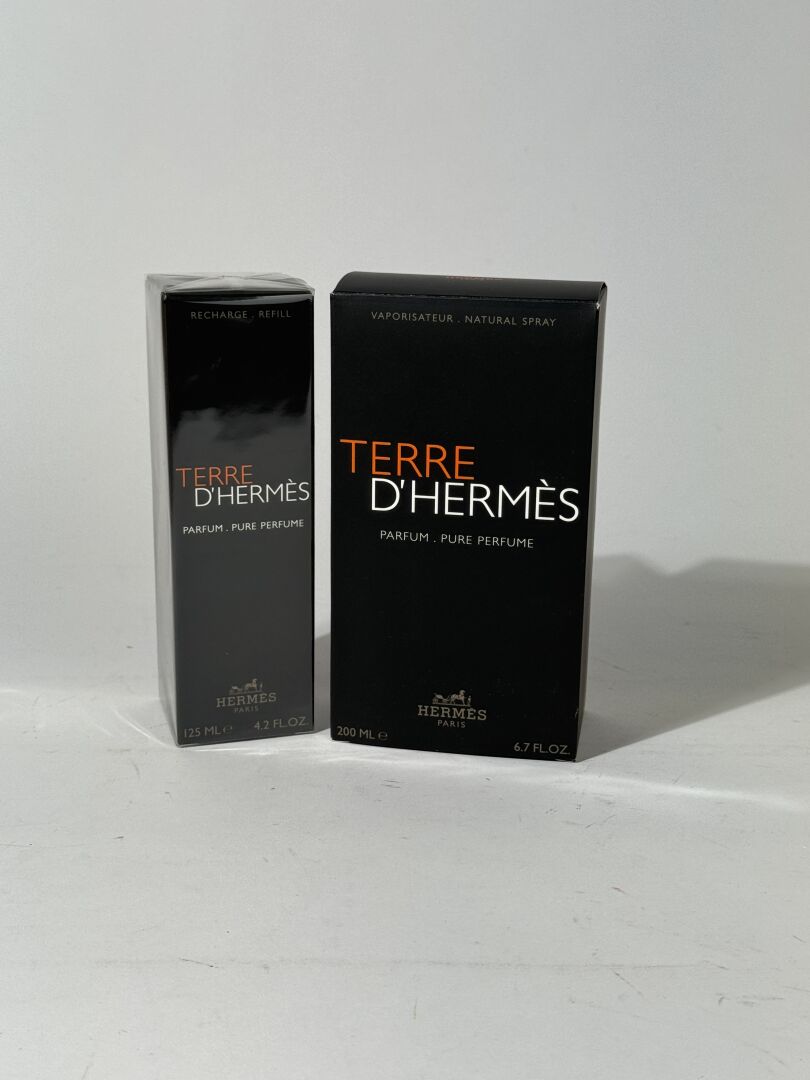 RECHARGE . REFILL
TERRE
D'HERMÈS
PARFUM . PURE PERFUME
HERMÈS
PARIS
125 ML e 4.2 FL.OZ.
VAPORISATEUR . NATURAL SPRAY
TERRE
D'HERMÈS
PARFUM . PURE PERFUME
HERMÈS
PARIS
200 ML e 6.7 FL.OZ.